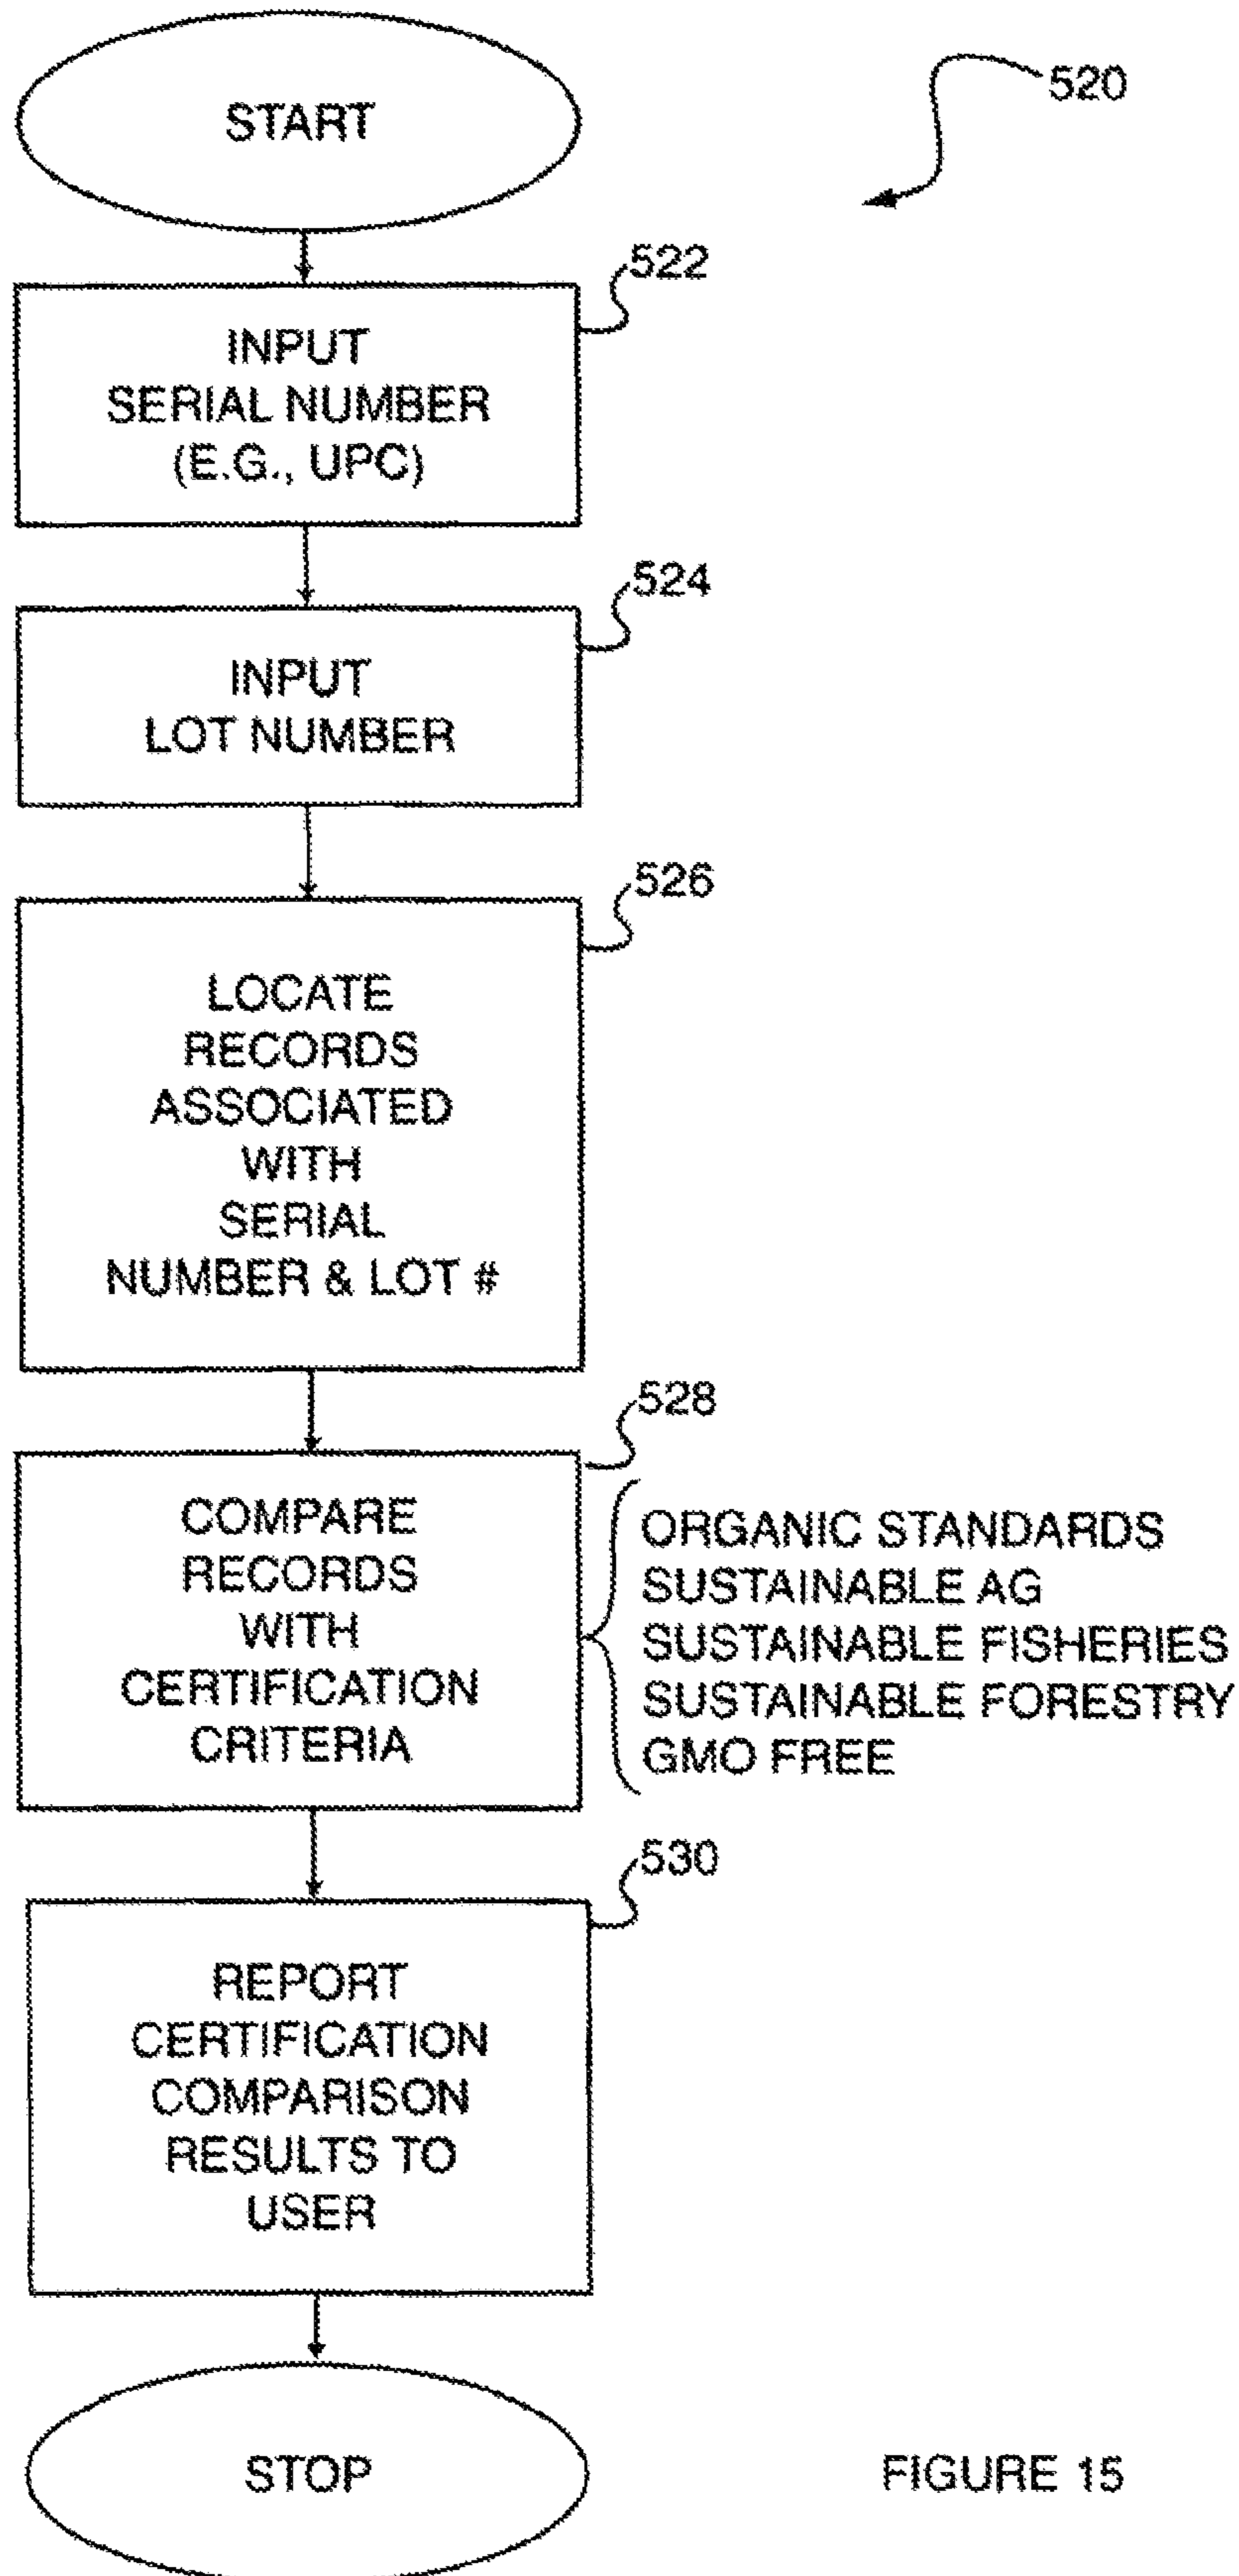 START
520
522
INPUT
SERIAL NUMBER
(E.G., UPC)
524
INPUT
LOT NUMBER
526
LOCATE
RECORDS
ASSOCIATED
WITH
SERIAL
NUMBER & LOT #
528
COMPARE
RECORDS
WITH
CERTIFICATION
CRITERIA
ORGANIC STANDARDS
SUSTAINABLE AG
SUSTAINABLE FISHERIES
SUSTAINABLE FORESTRY
GMO FREE
530
REPORT
CERTIFICATION
COMPARISON
RESULTS TO
USER
STOP
FIGURE 15